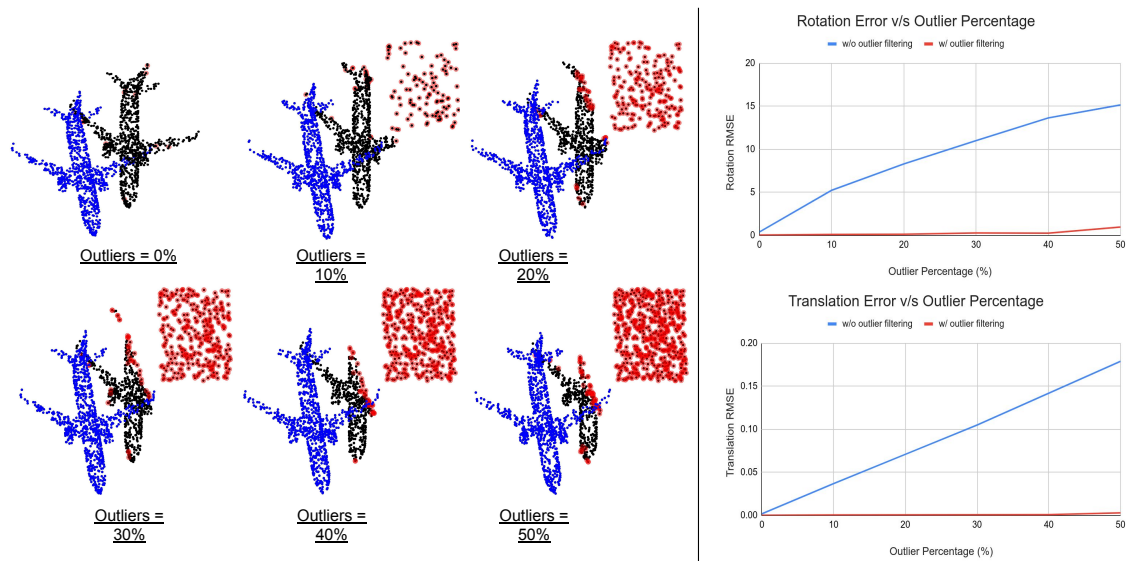 Outliers = 0%
Outliers =
10%
Outliers =
20%
Outliers =
30%
Outliers =
40%
Outliers =
50%
Rotation Error v/s Outlier Percentage
w/o outlier filtering w/ outlier filtering
Rotation RMSE
20
15
10
5
0
0 10 20 30 40 50
Outlier Percentage (%)
Translation Error v/s Outlier Percentage
w/o outlier filtering w/ outlier filtering
Translation RMSE
0.20
0.15
0.10
0.05
0.00
0 10 20 30 40 50
Outlier Percentage (%)